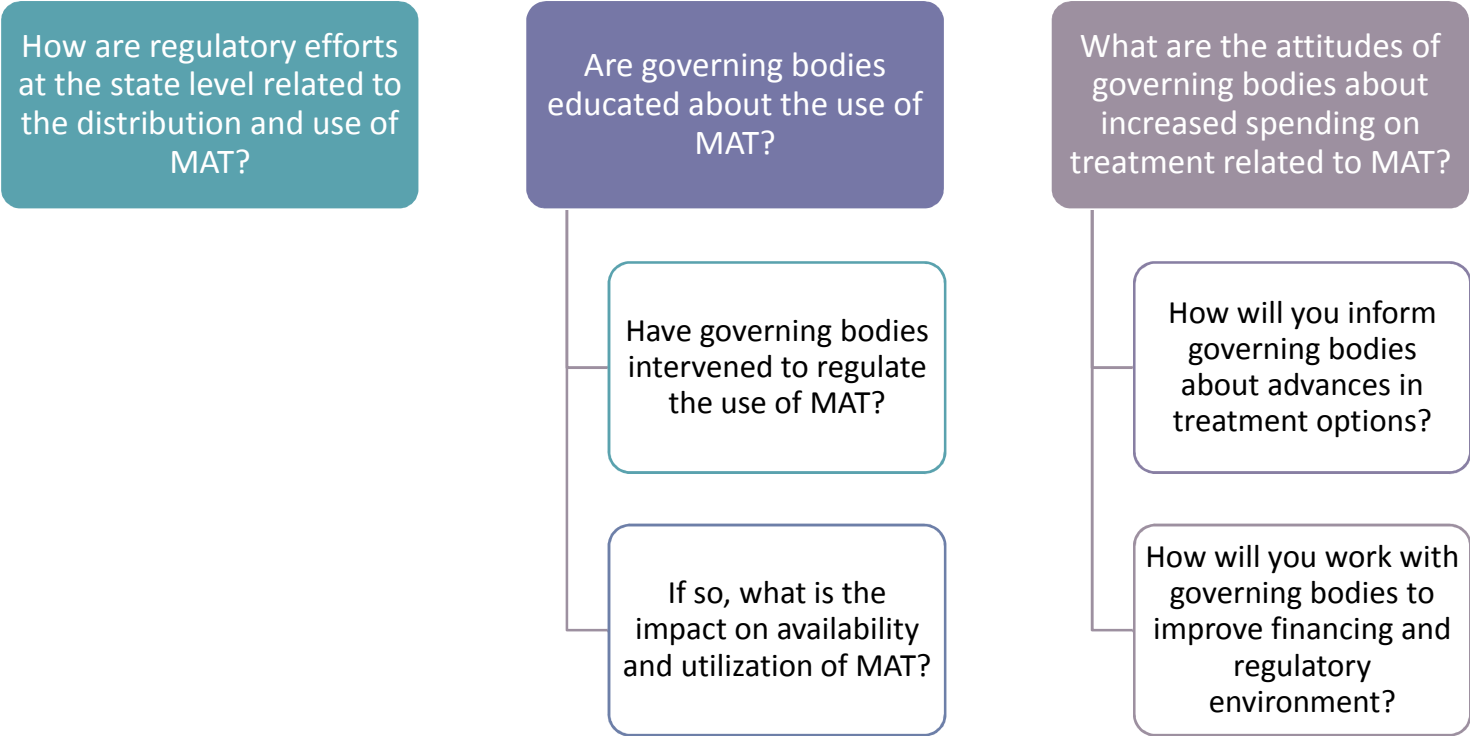 How are regulatory efforts
at the state level related to
the distribution and use of
MAT?
Are governing bodies
educated about the use of
MAT?
Have governing bodies
intervened to regulate
the use of MAT?
If so, what is the
impact on availability
and utilization of MAT?
What are the attitudes of
governing bodies about
increased spending on
treatment related to MAT?
How will you inform
governing bodies
about advances in
treatment options?
How will you work with
governing bodies to
improve financing and
regulatory
environment?